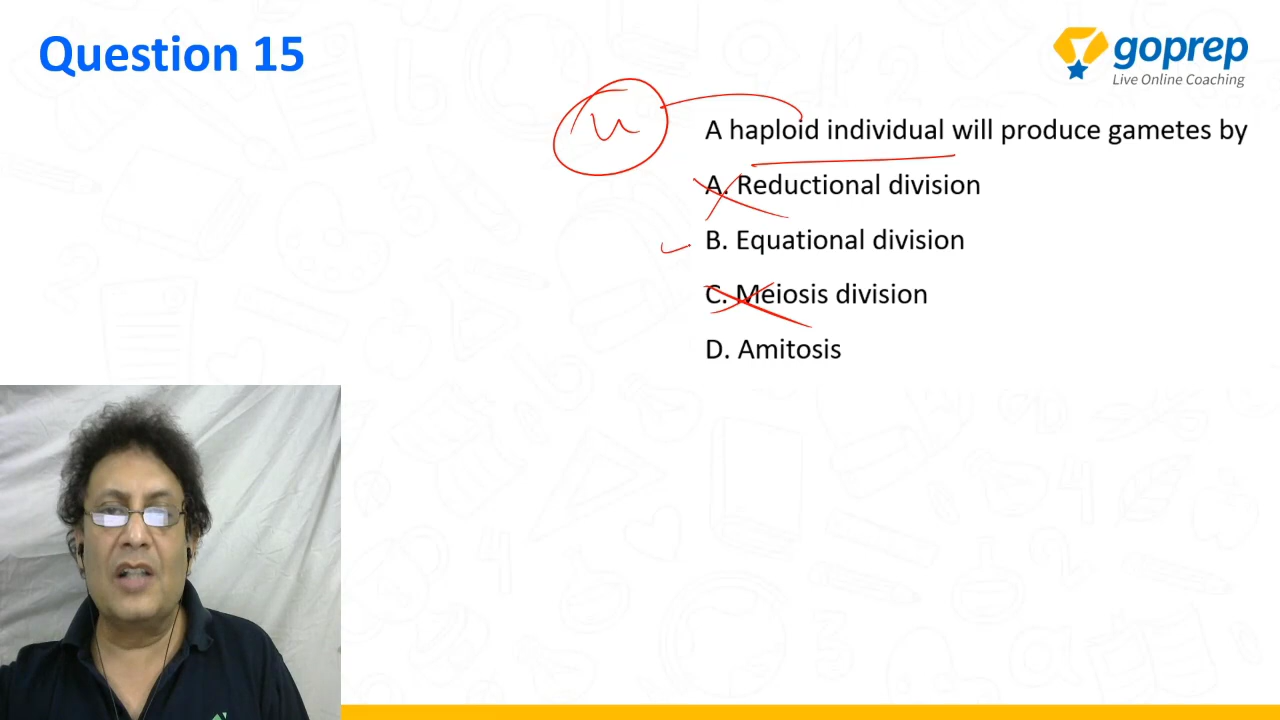 Question 15
goprep
Live Online Coaching
n
A haploid individual will produce gametes by
A. Reductional division
B. Equational division
C. Meiosis division
D. Amitosis